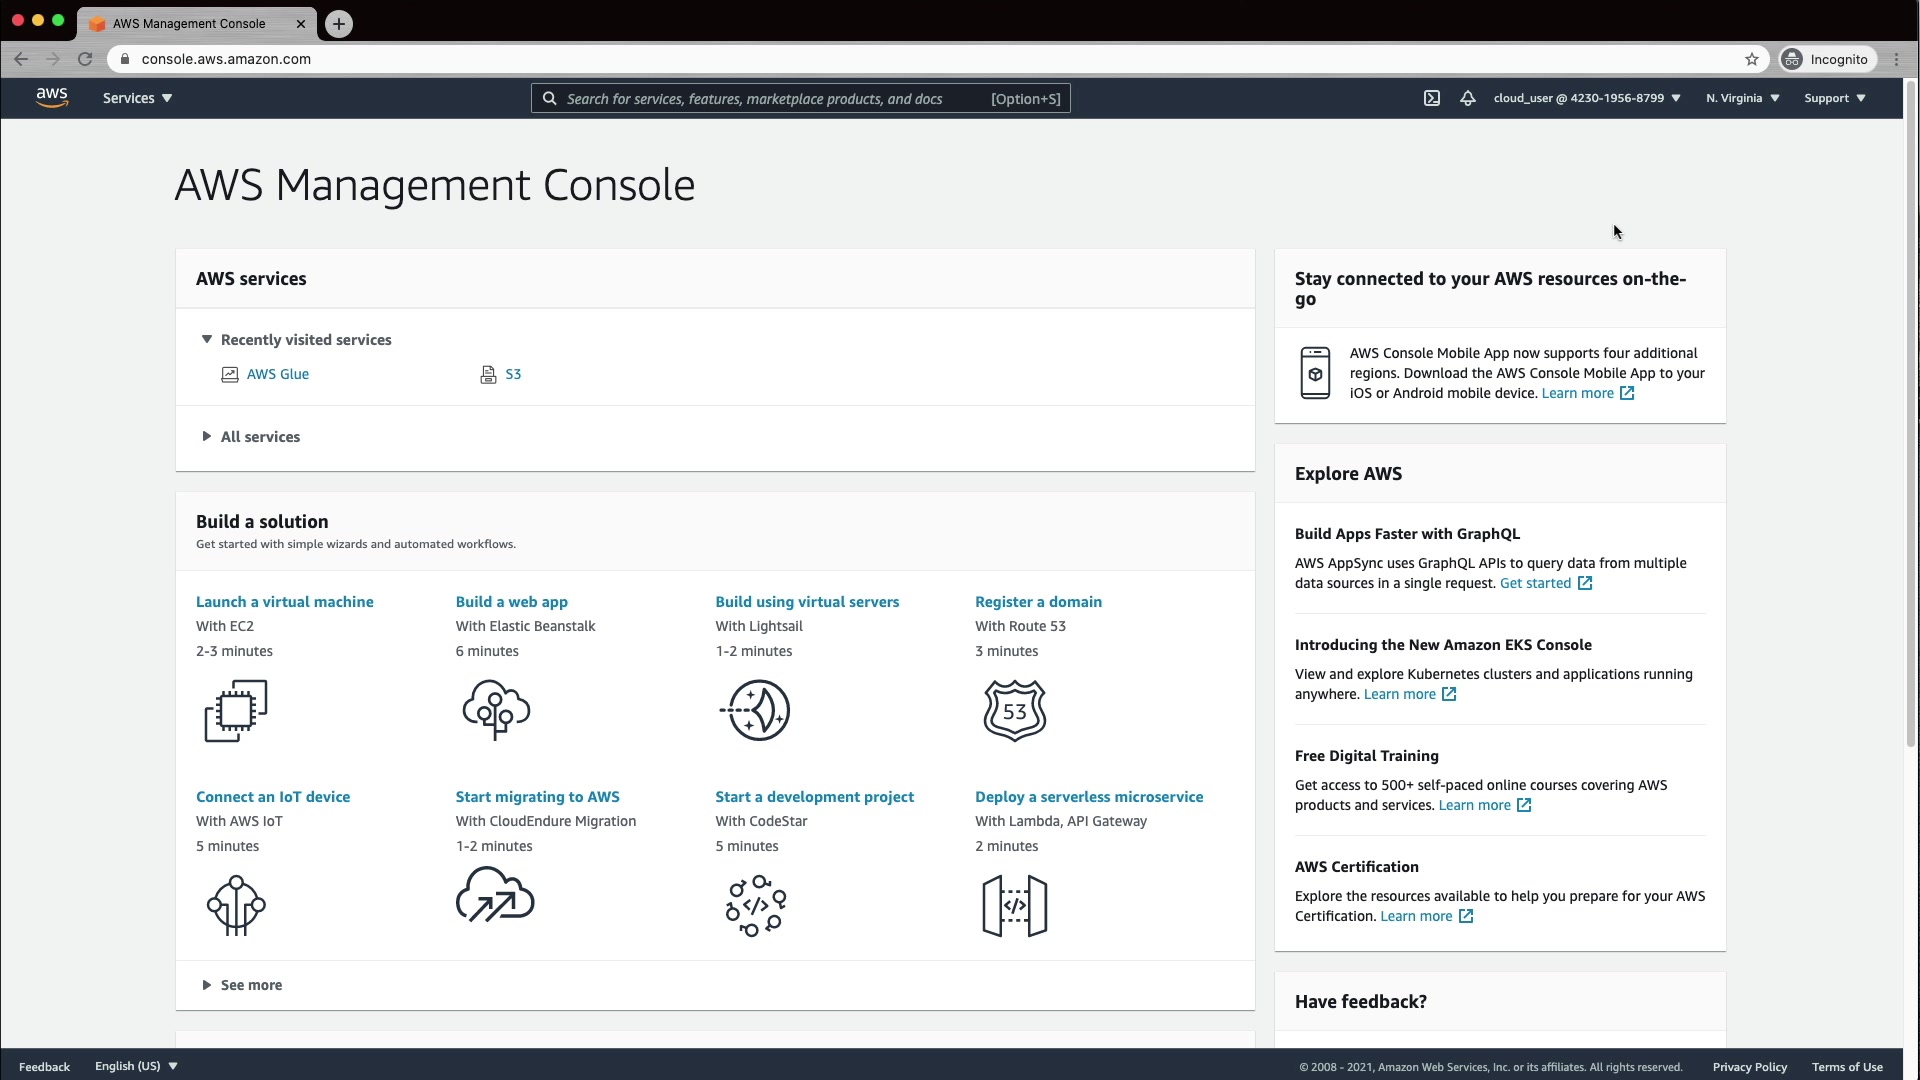 AWS Management Console
console.aws.amazon.com
Incognito
aws
Services
Search for services, features, marketplace products, and docs [Option+S]
cloud_user @ 4230-1956-8799
N. Virginia
Support
AWS Management Console
AWS services
Recently visited services
AWS Glue
S3
All services
Build a solution
Get started with simple wizards and automated workflows.
Launch a virtual machine
With EC2
2-3 minutes
Build a web app
With Elastic Beanstalk
6 minutes
Build using virtual servers
With Lightsail
1-2 minutes
Register a domain
With Route 53
3 minutes
53
Connect an IoT device
With AWS IoT
5 minutes
Start migrating to AWS
With CloudEndure Migration
1-2 minutes
Start a development project
With CodeStar
5 minutes
</>
Deploy a serverless microservice
With Lambda, API Gateway
2 minutes
</>
See more
Stay connected to your AWS resources on-the-
go
AWS Console Mobile App now supports four additional
regions. Download the AWS Console Mobile App to your
iOS or Android mobile device. Learn more
Explore AWS
Build Apps Faster with GraphQL
AWS AppSync uses GraphQL APIs to query data from multiple
data sources in a single request. Get started
Introducing the New Amazon EKS Console
View and explore Kubernetes clusters and applications running
anywhere. Learn more
Free Digital Training
Get access to 500+ self-paced online courses covering AWS
products and services. Learn more
AWS Certification
Explore the resources available to help you prepare for your AWS
Certification. Learn more
Have feedback?
Feedback
English (US)
© 2008 - 2021, Amazon Web Services, Inc. or its affiliates. All rights reserved.
Privacy Policy
Terms of Use